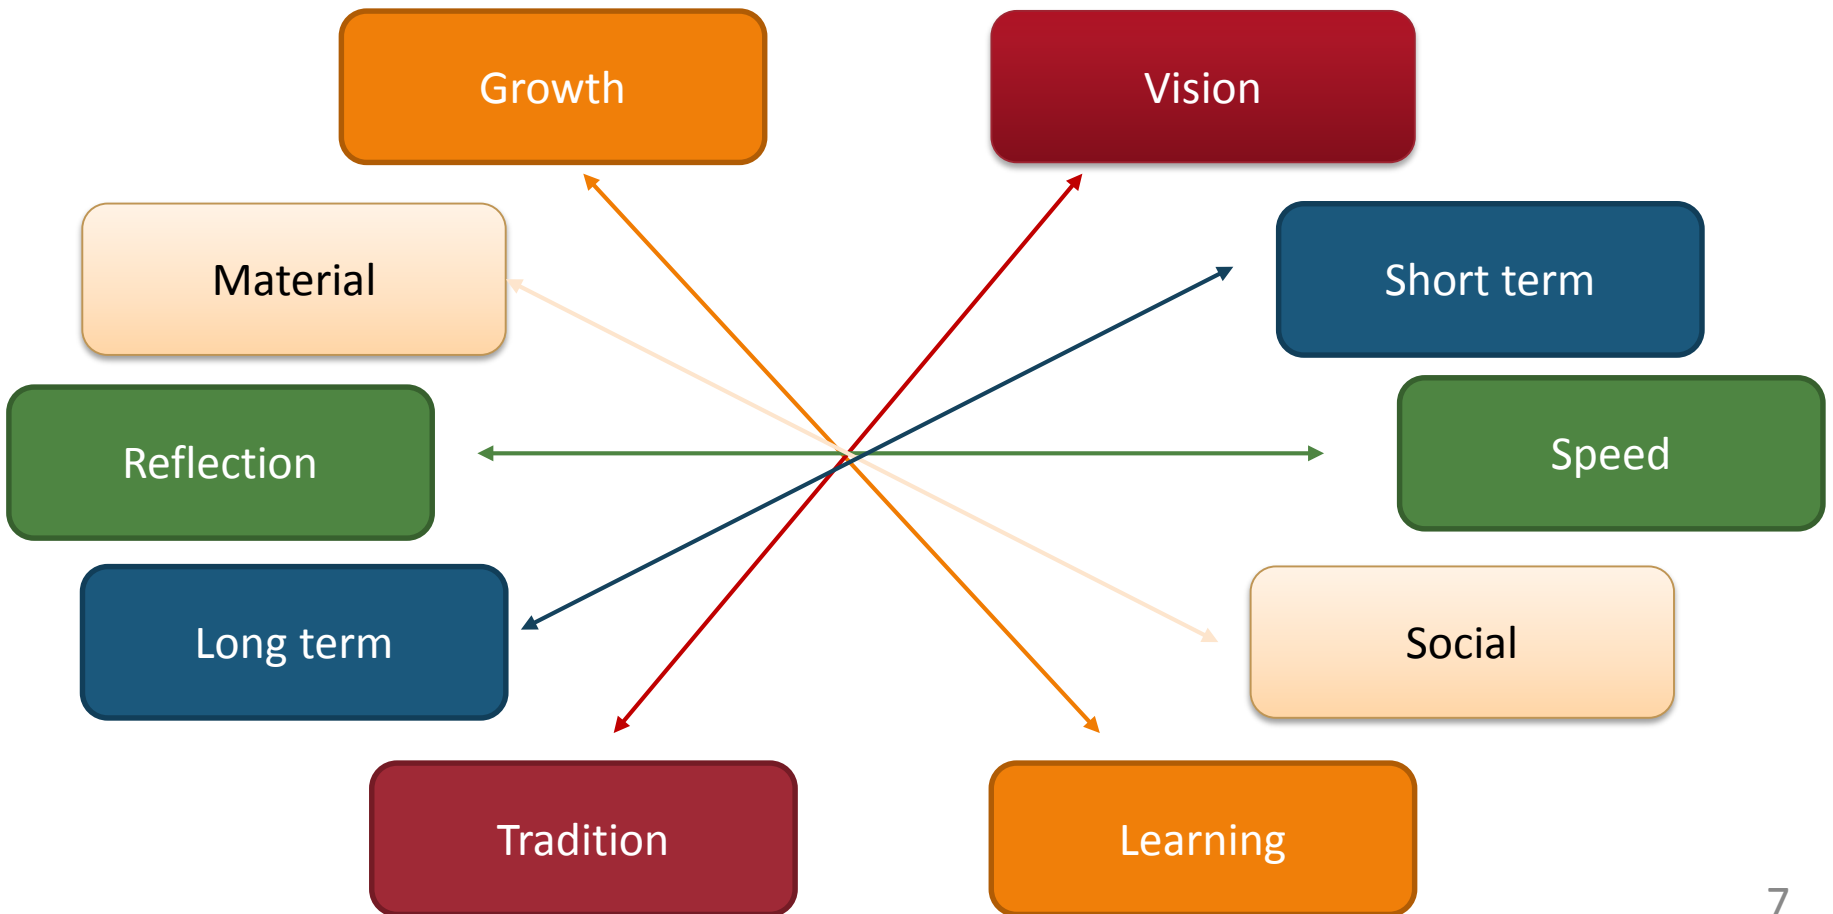 Growth
Vision
Material
Short term
Reflection
Speed
Long term
Social
Tradition
Learning
7